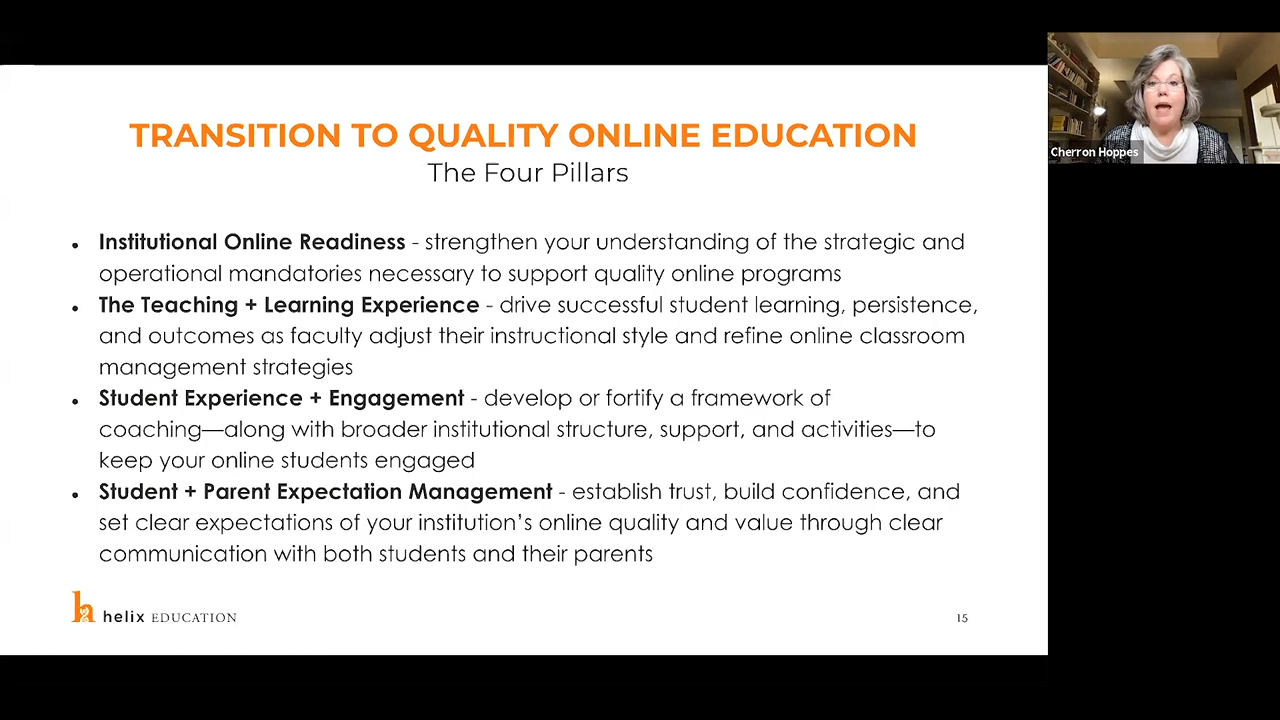 TRANSITION TO QUALITY ONLINE EDUCATION
The Four Pillars
• Institutional Online Readiness - strengthen your understanding of the strategic and
operational mandatories necessary to support quality online programs
• The Teaching + Learning Experience - drive successful student learning, persistence,
and outcomes as faculty adjust their instructional style and refine online classroom
management strategies
• Student Experience + Engagement - develop or fortify a framework of
coaching—along with broader institutional structure, support, and activities—to
keep your online students engaged
• Student + Parent Expectation Management - establish trust, build confidence, and
set clear expectations of your institution’s online quality and value through clear
communication with both students and their parents
helix EDUCATION
15
Cherron Hoppes